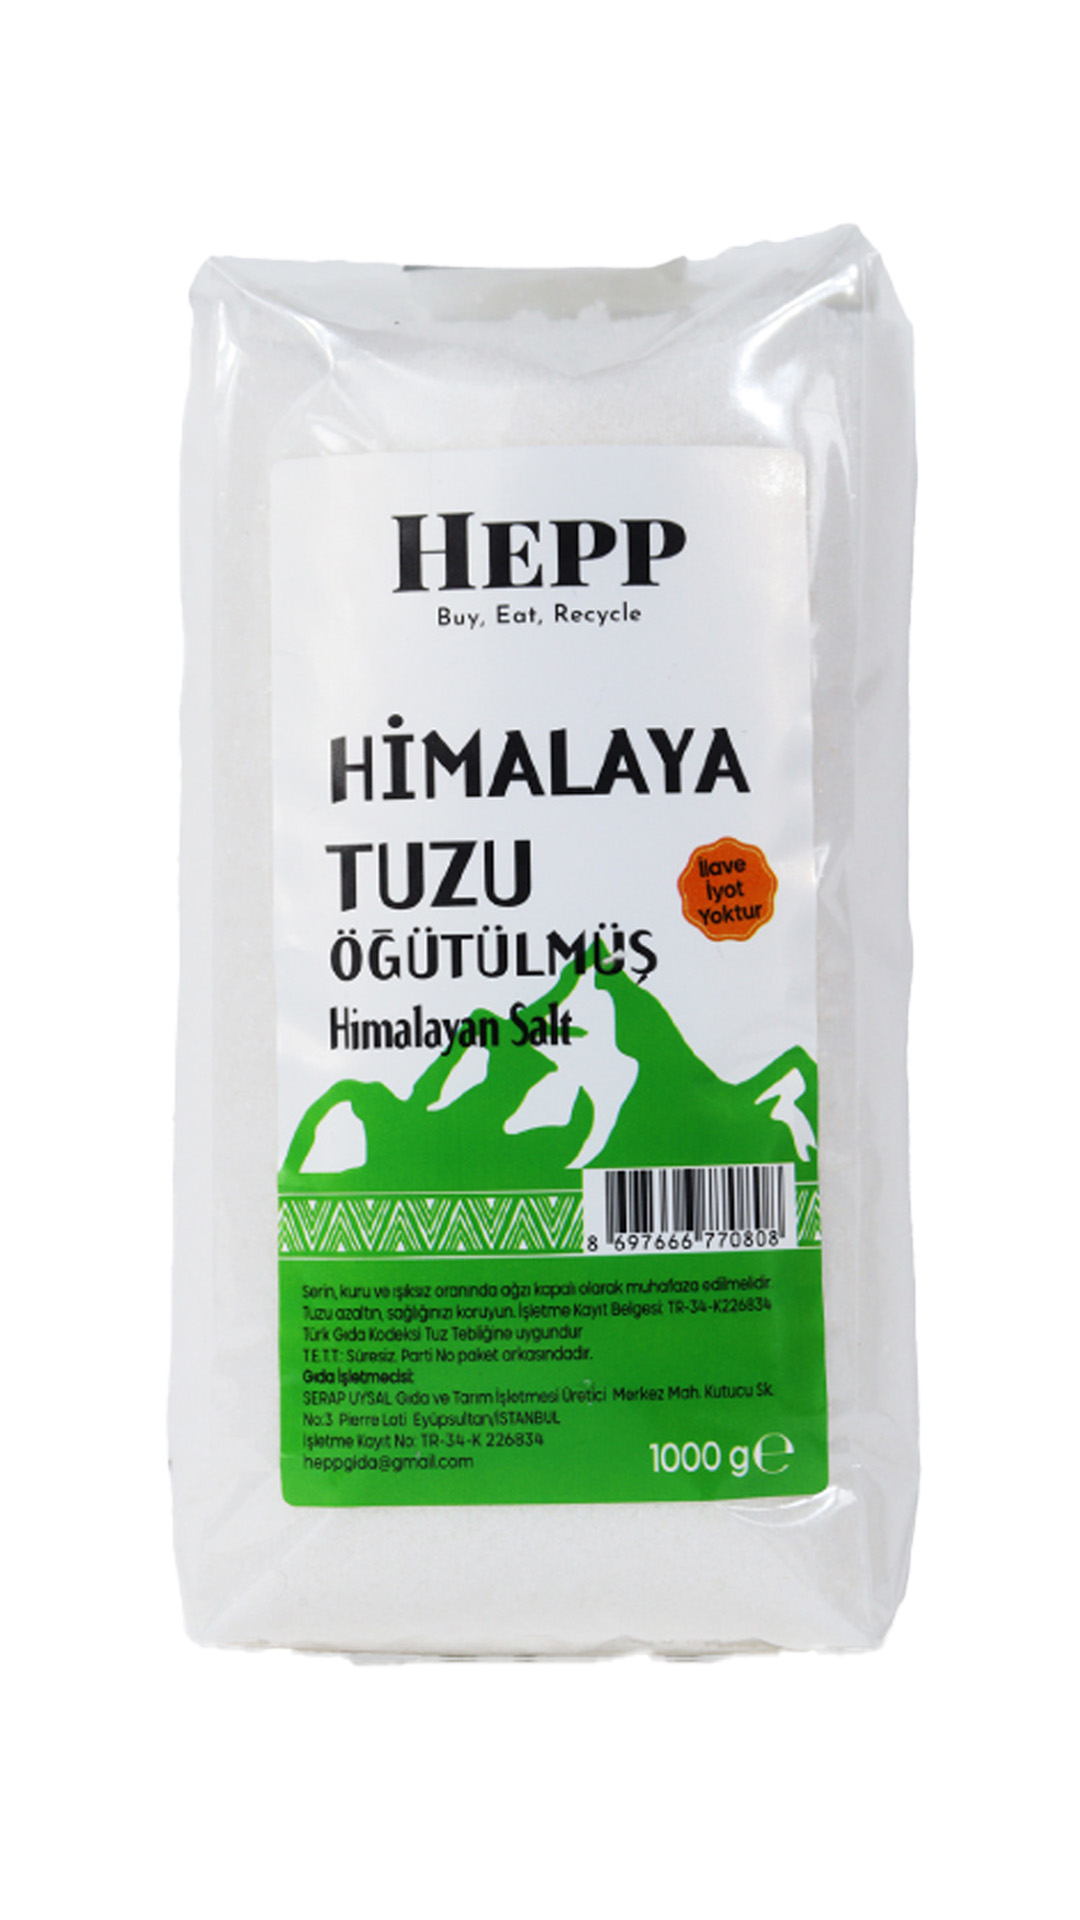 HEPP
Buy, Eat, Recycle
HİMALAYA
TUZU
İlave
İyot
Yoktur
ÖĞÜTÜLMÜŞ
Himalayan Salt
8 697666 770808
Serin, kuru ve ışıksız oranında ağzı kapalı olarak muhafaza edilmelidir
Tuzu azaltın, sağlığınızı koruyun. İşletme Kayıt Belgesi: TR-34-K226834
Türk Gıda Kodeksi Tuz Tebliğine uygundur
T.E.T.T.: Süresiz. Parti No paket arkasındadır.
Gıda İşletmecisi:
SERAP UYSAL Gıda ve Tarım İşletmesi Üretici Merkez Mah. Kutucu Sk.
No:3 Pierre Loti Eyüpsultan/İSTANBUL
İşletme Kayıt No: TR-34-K 226834
heppgida@gmail.com
1000 g ℮